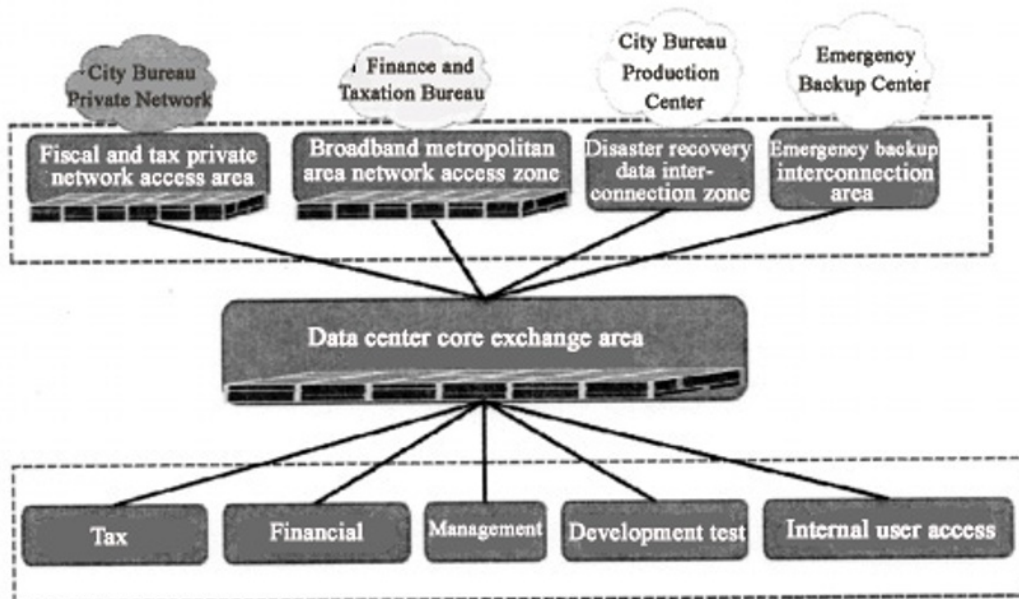 City Bureau
Private Network
Finance and
Taxation Bureau
City Bureau
Production
Center
Emergency
Backup Center
Fiscal and tax private
network access area
Broadband metropolitan
area network access zone
Disaster recovery
data inter-
connection zone
Emergency backup
interconnection
area
Data center core exchange area
Tax
Financial
Management
Development test
Internal user access